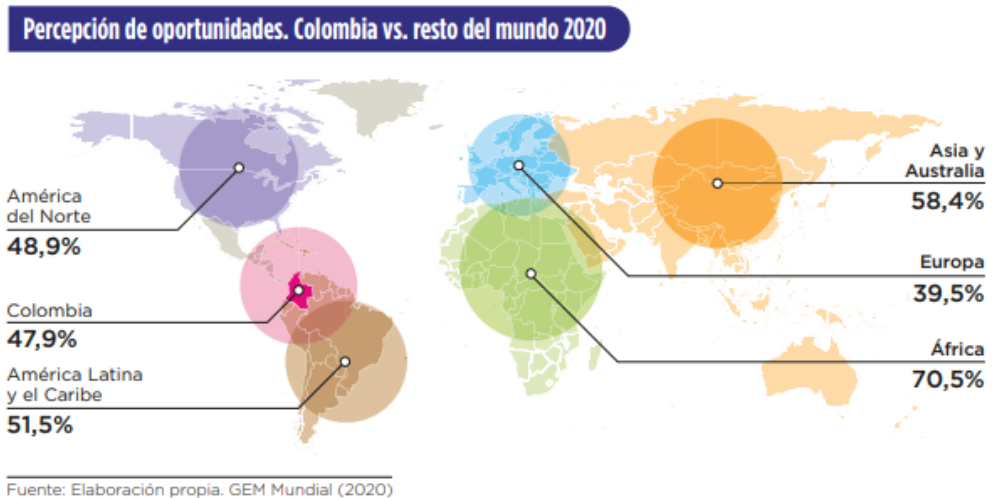 Percepción de oportunidades. Colombia vs. resto del mundo 2020
América
del Norte
48,9%
Colombia
47,9%
América Latina
y el Caribe
51,5%
Asia y
Australia
58,4%
Europa
39,5%
África
70,5%
Fuente: Elaboración propia. GEM Mundial (2020)